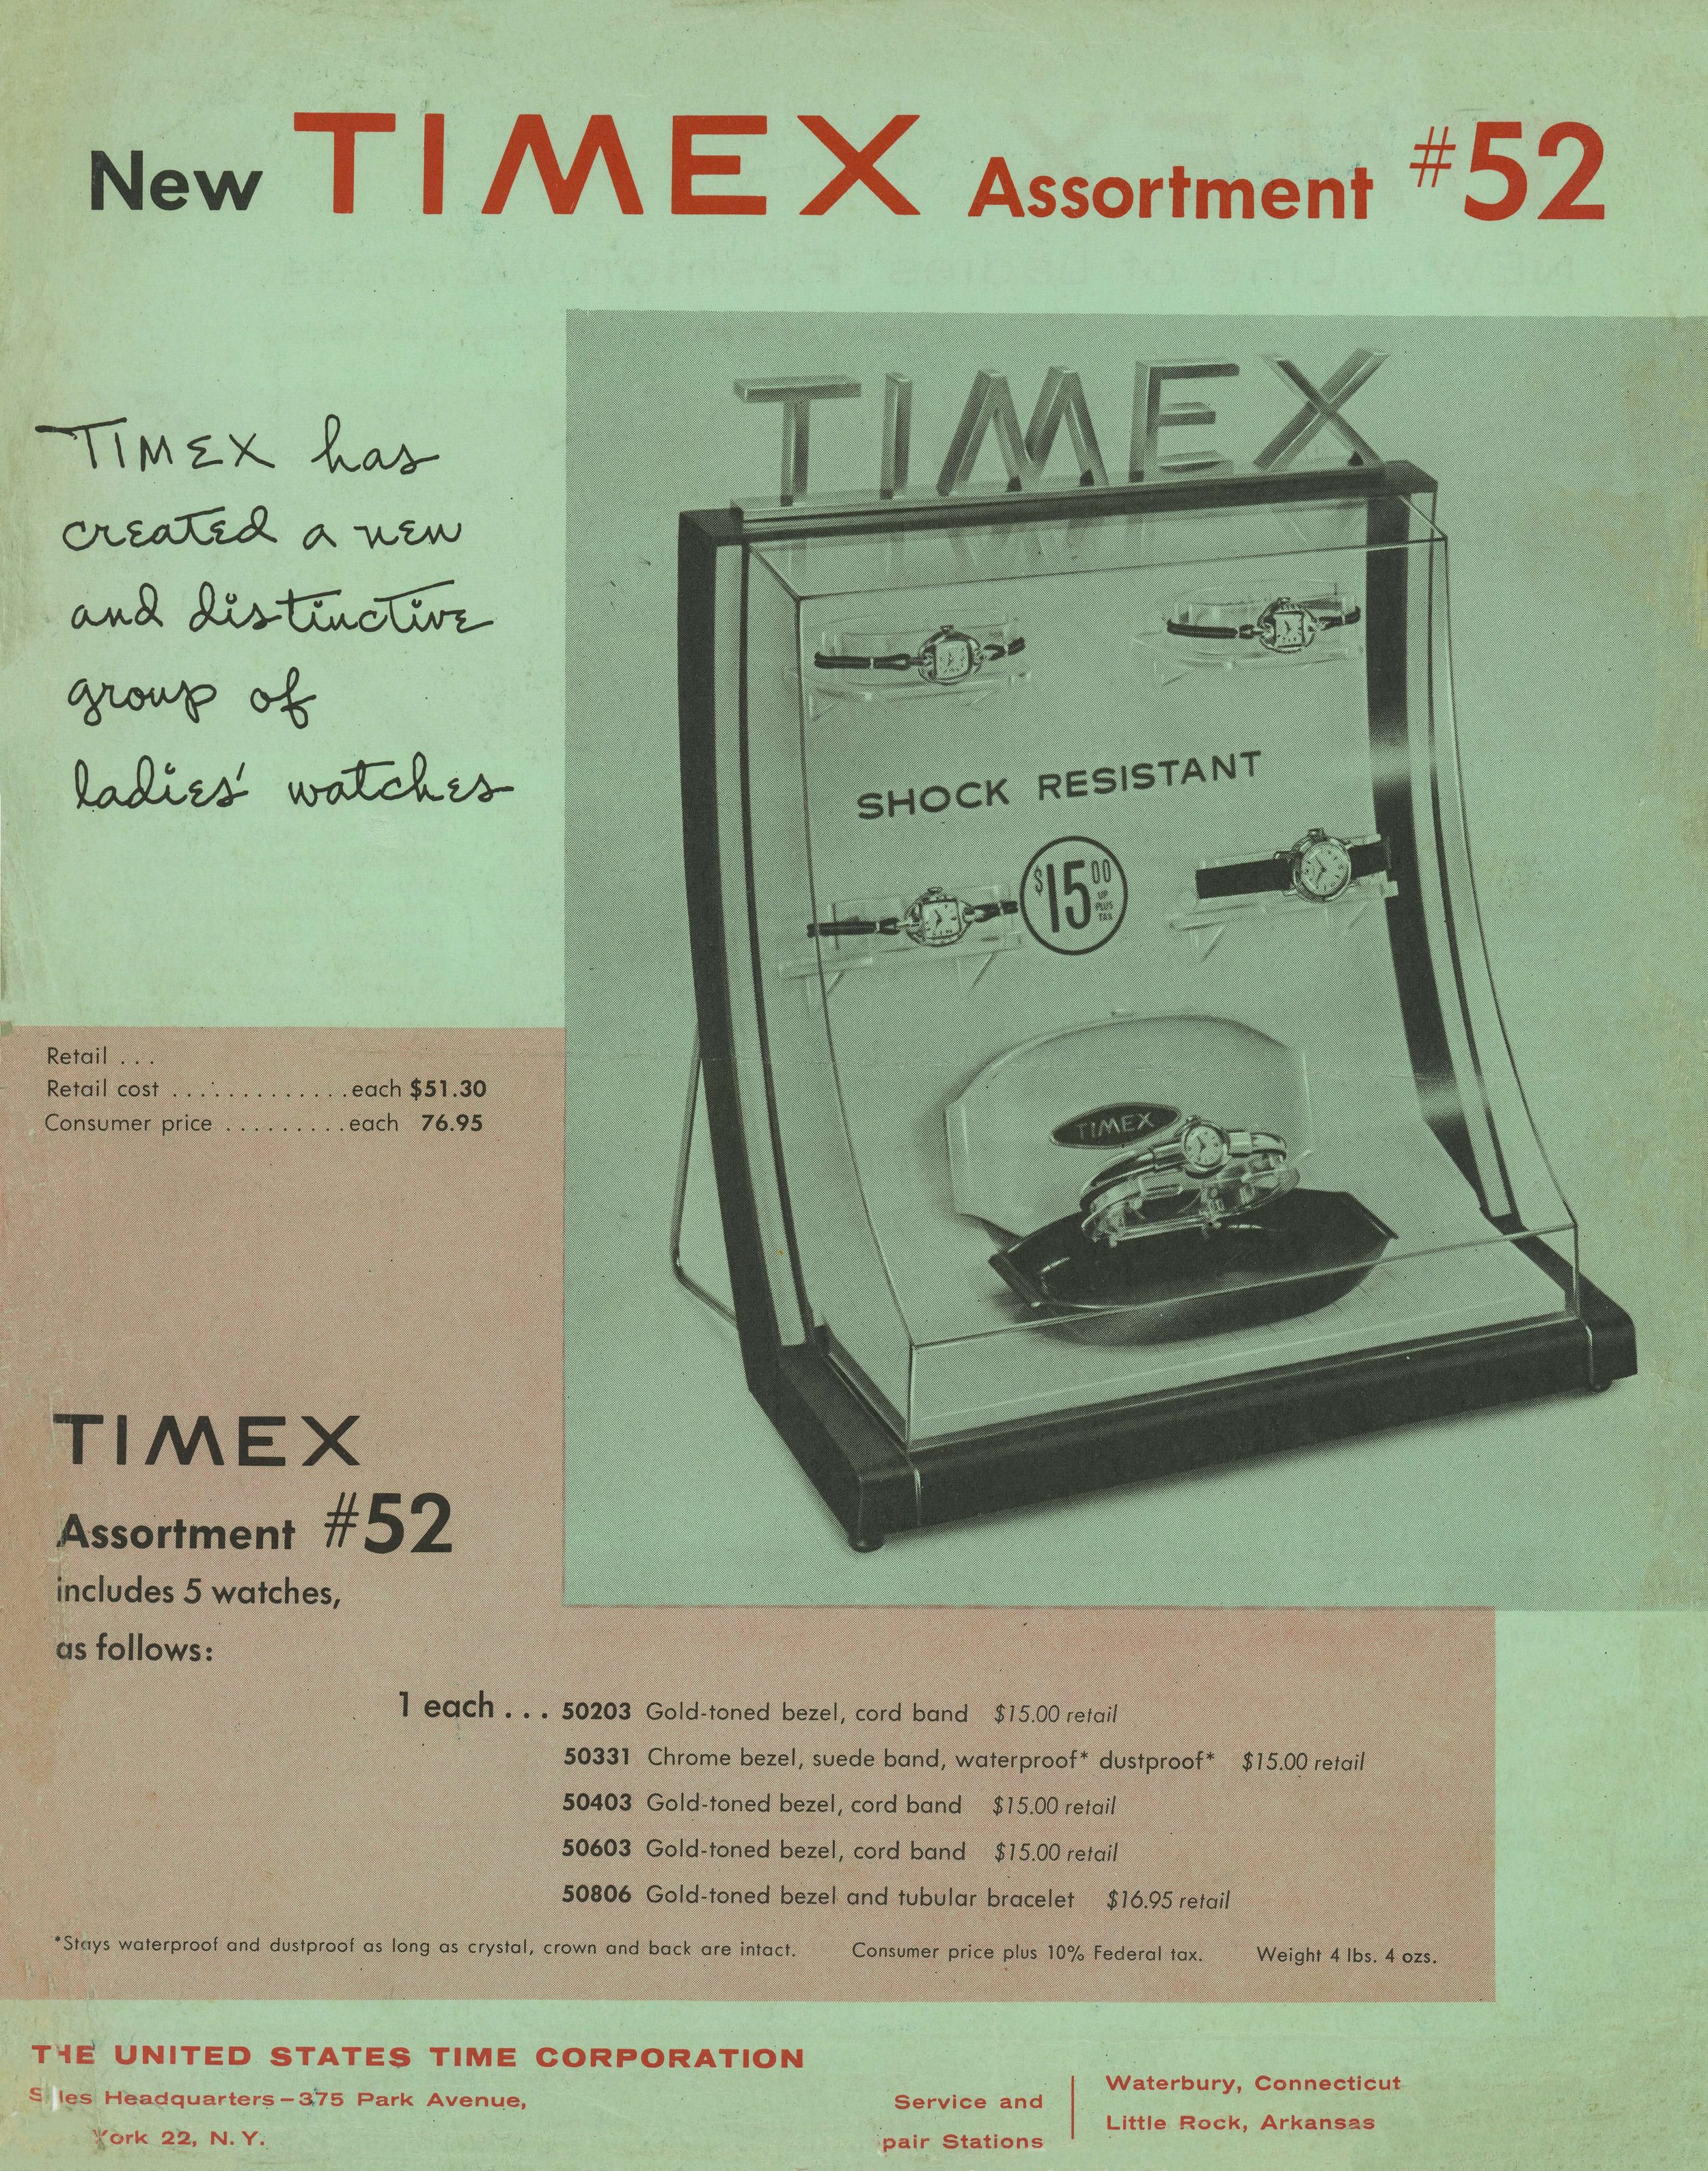 New TIMEX Assortment #52
TIMEX has
created a new
and distinctive
group of
ladies' watches
TIMEX
SHOCK RESISTANT
$15.00 UP PLUS TAX
TIMEX
Retail . . .
Retail cost . . . . . . . . . . . . . each $51.30
Consumer price . . . . . . . . . each 76.95
TIMEX
Assortment #52
includes 5 watches,
as follows:
1 each . . . 50203 Gold-toned bezel, cord band $15.00 retail
50331 Chrome bezel, suede band, waterproof* dustproof* $15.00 retail
50403 Gold-toned bezel, cord band $15.00 retail
50603 Gold-toned bezel, cord band $15.00 retail
50806 Gold-toned bezel and tubular bracelet $16.95 retail
*Stays waterproof and dustproof as long as crystal, crown and back are intact. Consumer price plus 10% Federal tax. Weight 4 lbs. 4 ozs.
THE UNITED STATES TIME CORPORATION
Sales Headquarters—375 Park Avenue,
York 22, N. Y.
Service and
pair Stations
Waterbury, Connecticut
Little Rock, Arkansas